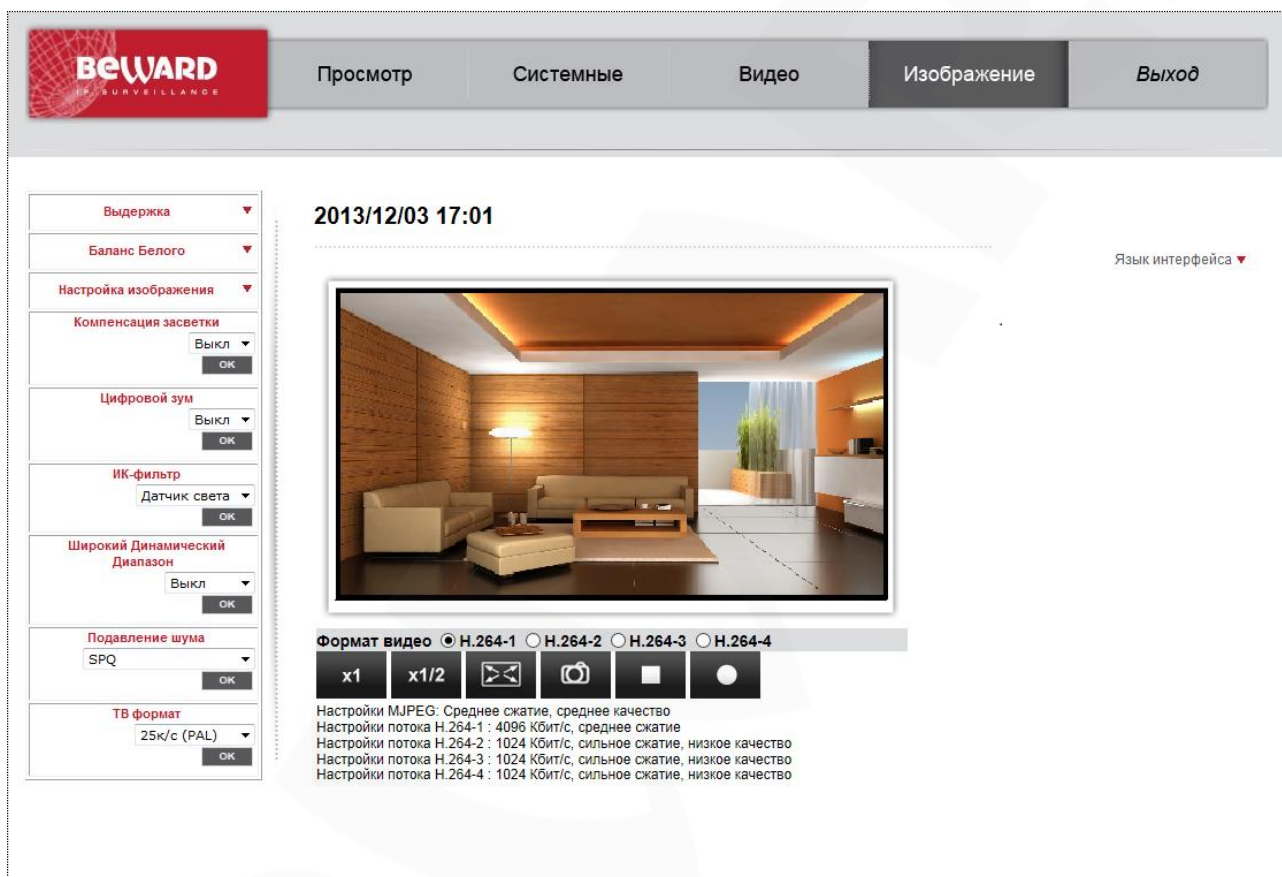 BEWARD
IP SURVEILLANCE
Просмотр
Системные
Видео
Изображение
Выход
Выдержка
Баланс Белого
Настройка изображения
Компенсация засветки
Выкл
OK
Цифровой зум
Выкл
OK
ИК-фильтр
Датчик света
OK
Широкий Динамический
Диапазон
Выкл
OK
Подавление шума
SPQ
OK
ТВ формат
25к/с (PAL)
OK
2013/12/03 17:01
Язык интерфейса
Формат видео H.264-1 H.264-2 H.264-3 H.264-4
x1 x1/2
Настройки MJPEG: Среднее сжатие, среднее качество
Настройки потока H.264-1 : 4096 Кбит/с, среднее сжатие
Настройки потока H.264-2 : 1024 Кбит/с, сильное сжатие, низкое качество
Настройки потока H.264-3 : 1024 Кбит/с, сильное сжатие, низкое качество
Настройки потока H.264-4 : 1024 Кбит/с, сильное сжатие, низкое качество